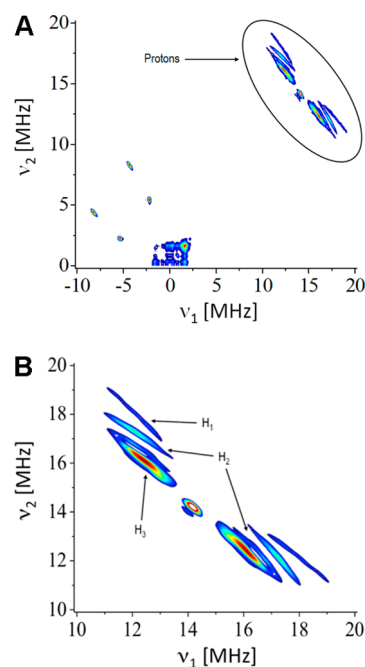 A
Protons
ν₂ [MHz]
20
15
10
5
0
-10 -5 0 5 10 15 20
ν₁ [MHz]
B
ν₂ [MHz]
20
18
16
14
12
10
H₁
H₂
H₃
10 12 14 16 18 20
ν₁ [MHz]